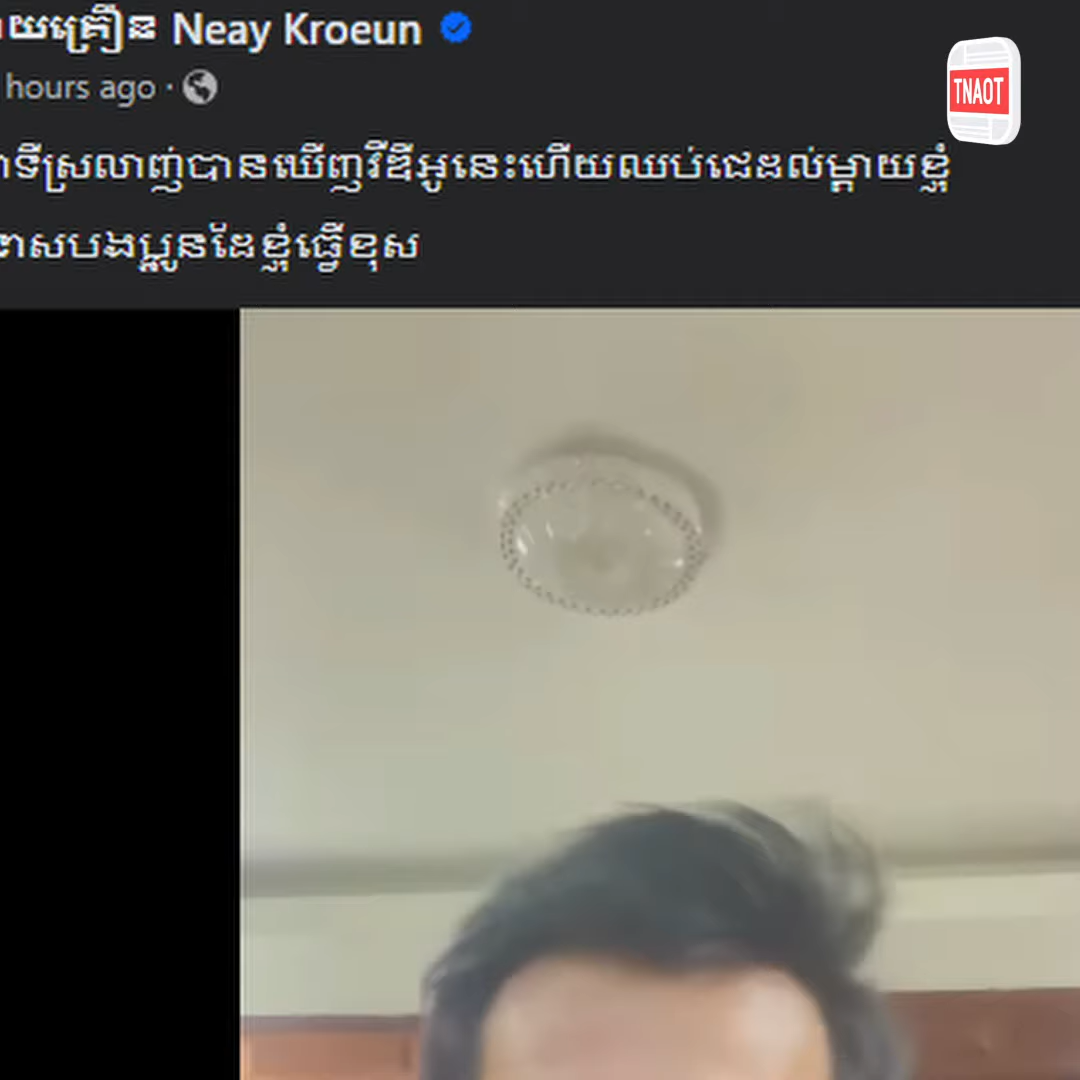 យគ្រឿន Neay Kroeun
hours ago ·
TNAOT
ទីស្រលាញ់បានឃើញវីឌីអូនេះហើយឈប់ជេដល់ម្ដាយខ្ញុំ
បងប្អូនដែខ្ញុំធ្វើខុស